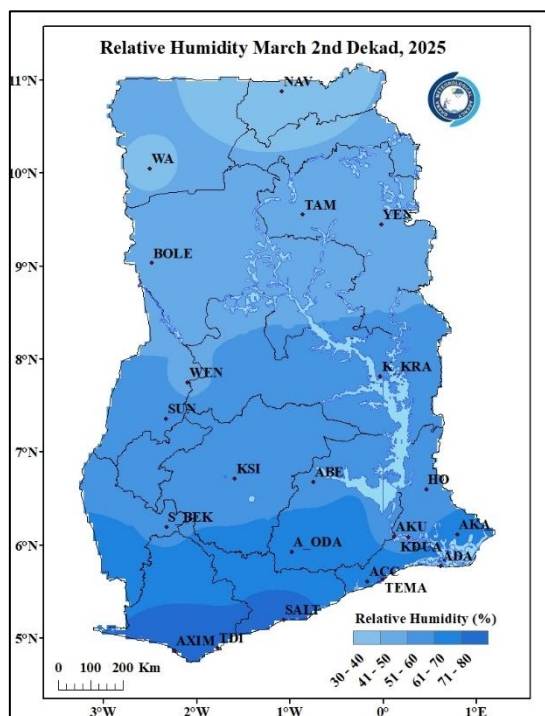 Relative Humidity March 2nd Dekad, 2025
11°N
NAV
WA
10°N
TAM
YEN
9°N
BOLE
8°N
K_KRA
WEN
SUN
7°N
KSI
ABE
HO
S_BEK
6°N
A_ODA
AKU
AKA
KDUA
ADA
ACC
TEMA
SALT
Relative Humidity (%)
5°N
AXIM
TDI
30 - 40
41 - 50
51 - 60
61 - 70
71 - 80
0 100 200 Km
3°W
2°W
1°W
0°
1°E